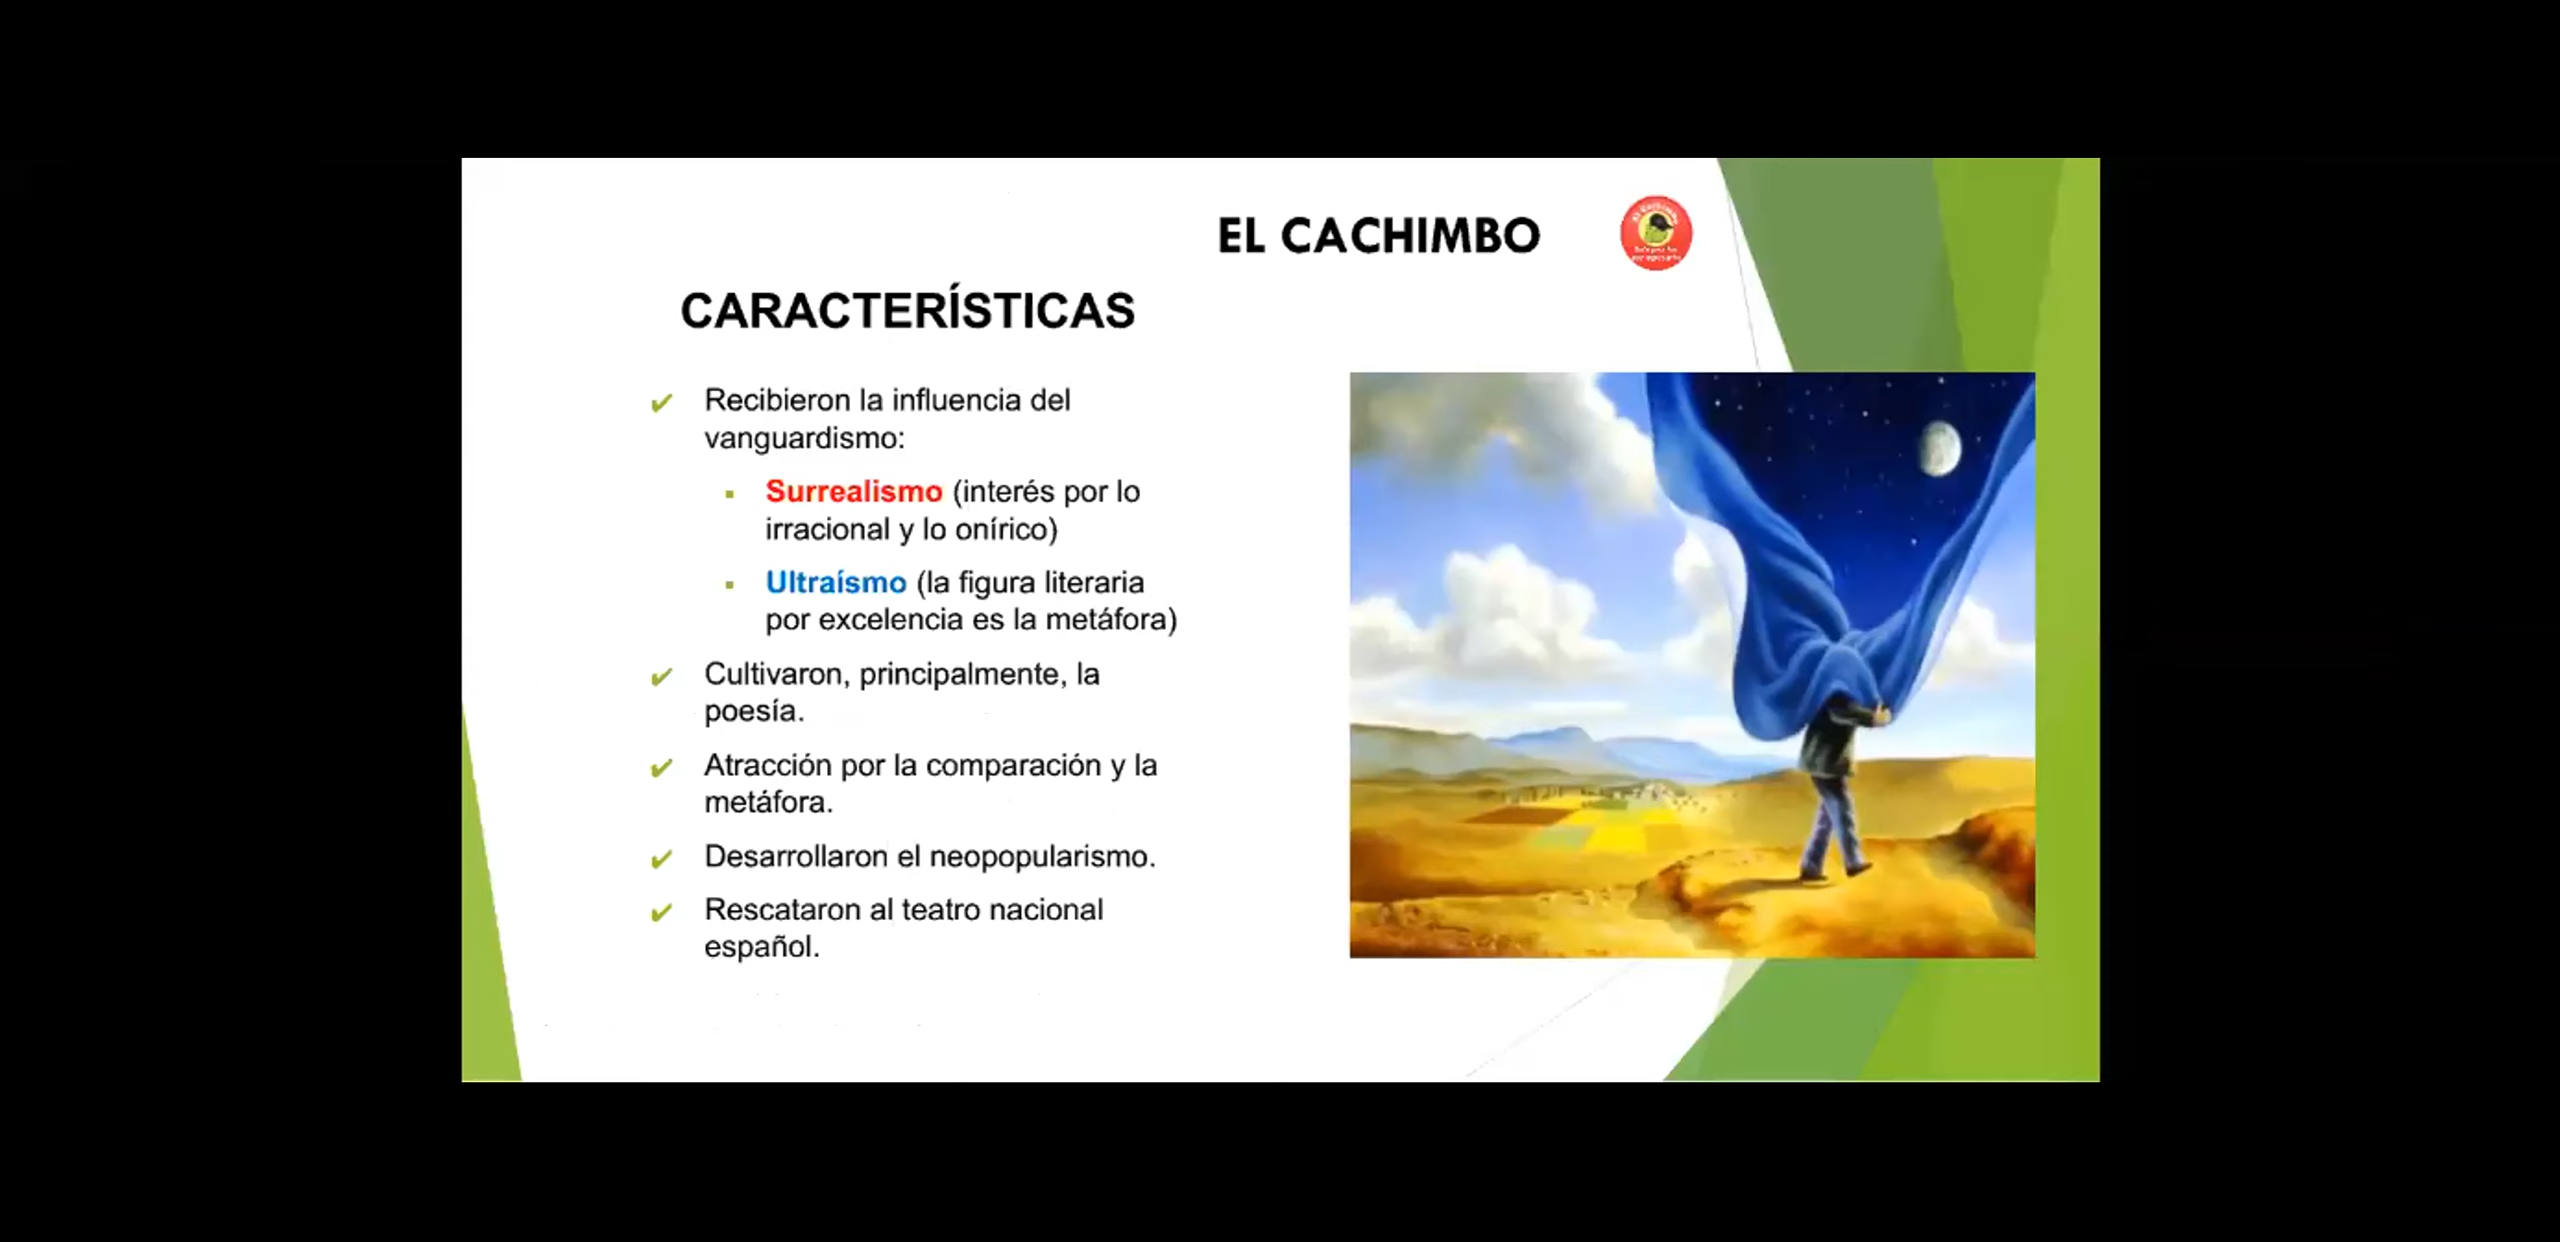 EL CACHIMBO
CARACTERÍSTICAS
✔ Recibieron la influencia del
vanguardismo:
▪ Surrealismo (interés por lo
irracional y lo onírico)
▪ Ultraísmo (la figura literaria
por excelencia es la metáfora)
✔ Cultivaron, principalmente, la
poesía.
✔ Atracción por la comparación y la
metáfora.
✔ Desarrollaron el neopopularismo.
✔ Rescataron al teatro nacional
español.